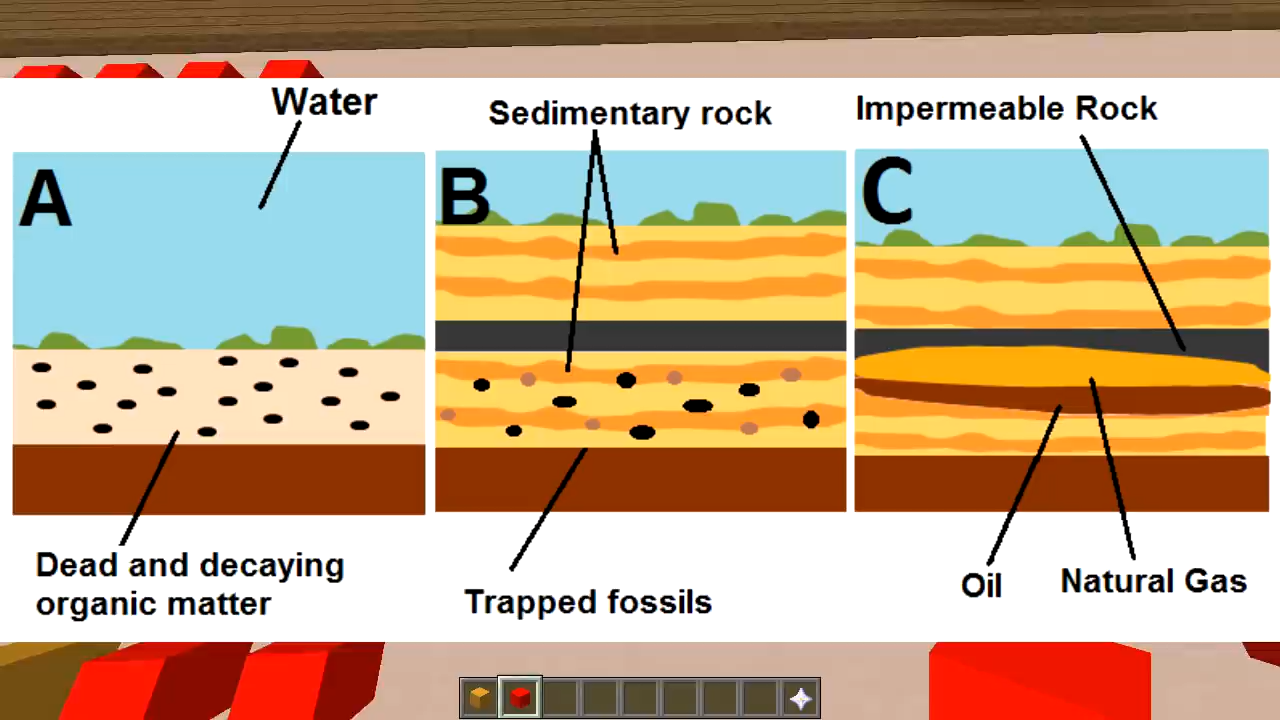 Water
Sedimentary rock
Impermeable Rock
A
B
C
Dead and decaying
organic matter
Trapped fossils
Oil
Natural Gas